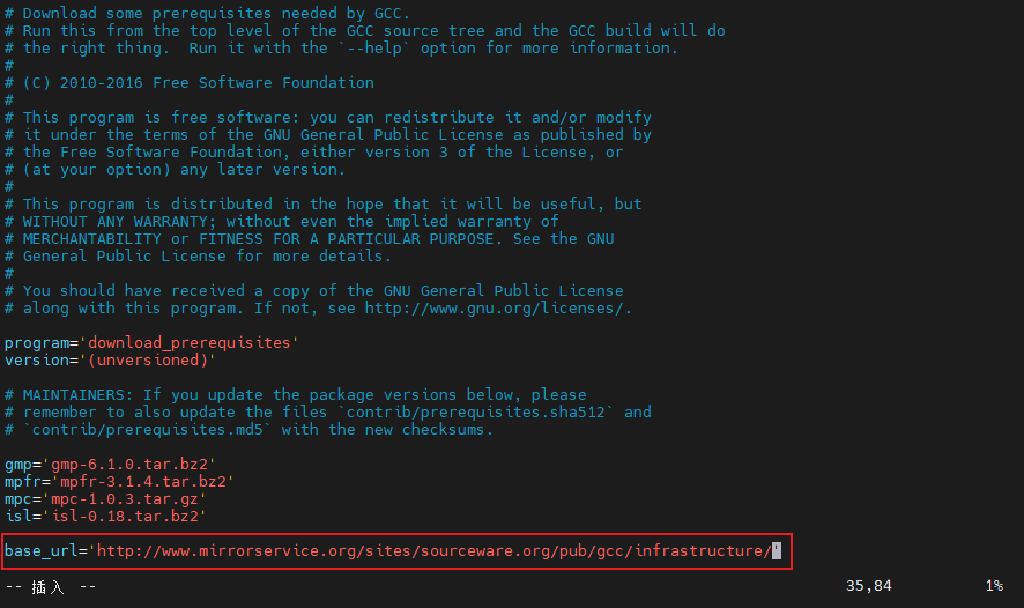 # Download some prerequisites needed by GCC.
# Run this from the top level of the GCC source tree and the GCC build will do
# the right thing.  Run it with the `--help` option for more information.
#
# (C) 2010-2016 Free Software Foundation
#
# This program is free software: you can redistribute it and/or modify
# it under the terms of the GNU General Public License as published by
# the Free Software Foundation, either version 3 of the License, or
# (at your option) any later version.
#
# This program is distributed in the hope that it will be useful, but
# WITHOUT ANY WARRANTY; without even the implied warranty of
# MERCHANTABILITY or FITNESS FOR A PARTICULAR PURPOSE. See the GNU
# General Public License for more details.
#
# You should have received a copy of the GNU General Public License
# along with this program. If not, see http://www.gnu.org/licenses/.
program='download_prerequisites'
version='(unversioned)'
# MAINTAINERS: If you update the package versions below, please
# remember to also update the files `contrib/prerequisites.sha512` and
# `contrib/prerequisites.md5` with the new checksums.
gmp='gmp-6.1.0.tar.bz2'
mpfr='mpfr-3.1.4.tar.bz2'
mpc='mpc-1.0.3.tar.gz'
isl='isl-0.18.tar.bz2'
base_url='http://www.mirrorservice.org/sites/sourceware.org/pub/gcc/infrastructure/'
-- 插入 -- 35,84 1%